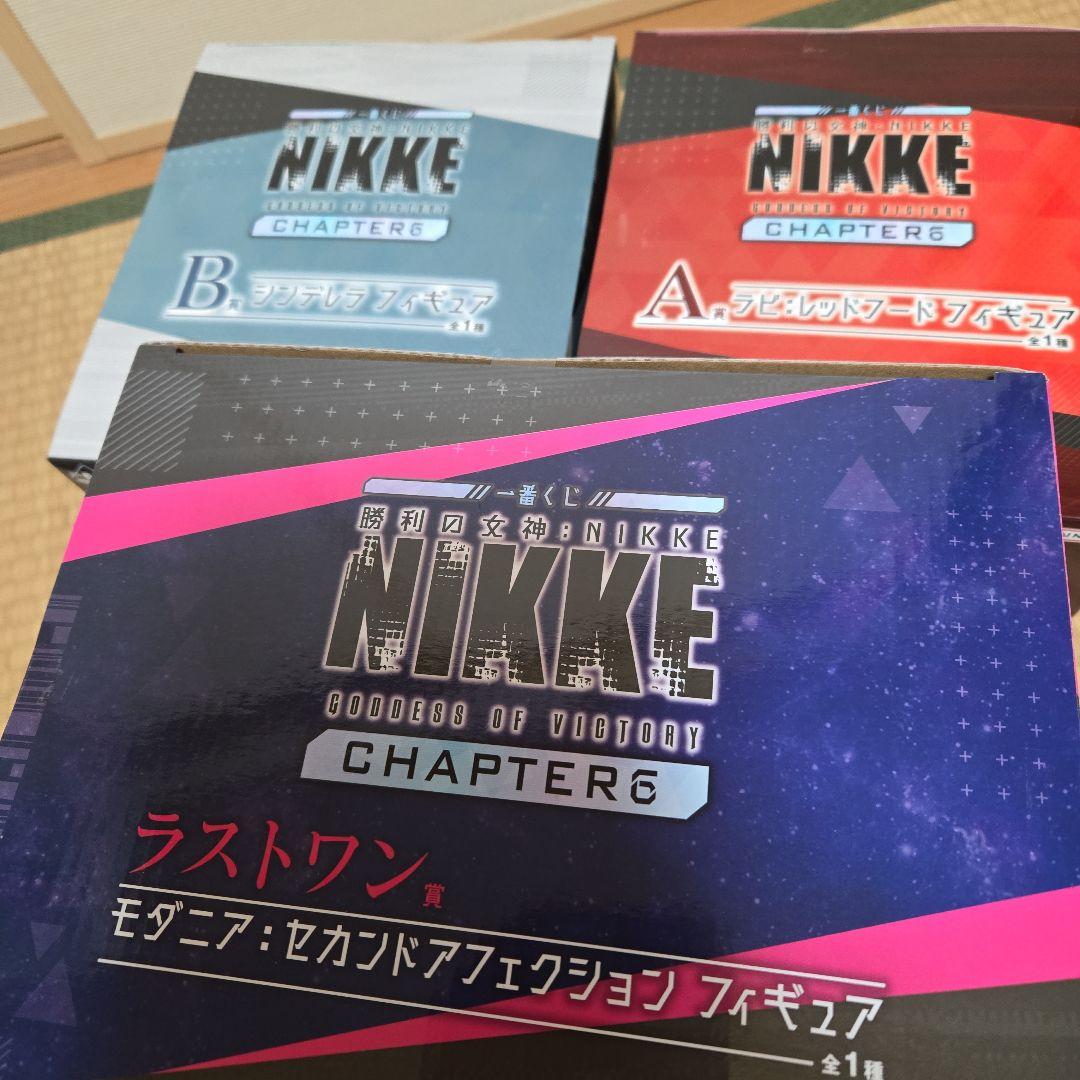 一番くじ
勝利の女神:NIKKE
NIKKE
GODDESS OF VICTORY
CHAPTER6
B賞 シンデレラ フィギュア
全1種
一番くじ
勝利の女神:NIKKE
NIKKE
GODDESS OF VICTORY
CHAPTER6
A賞 ラピ:レッドフード フィギュア
全1種
一番くじ
勝利の女神:NIKKE
NIKKE
GODDESS OF VICTORY
CHAPTER6
ラストワン賞
モダニア:セカンドアフェクション フィギュア
全1種